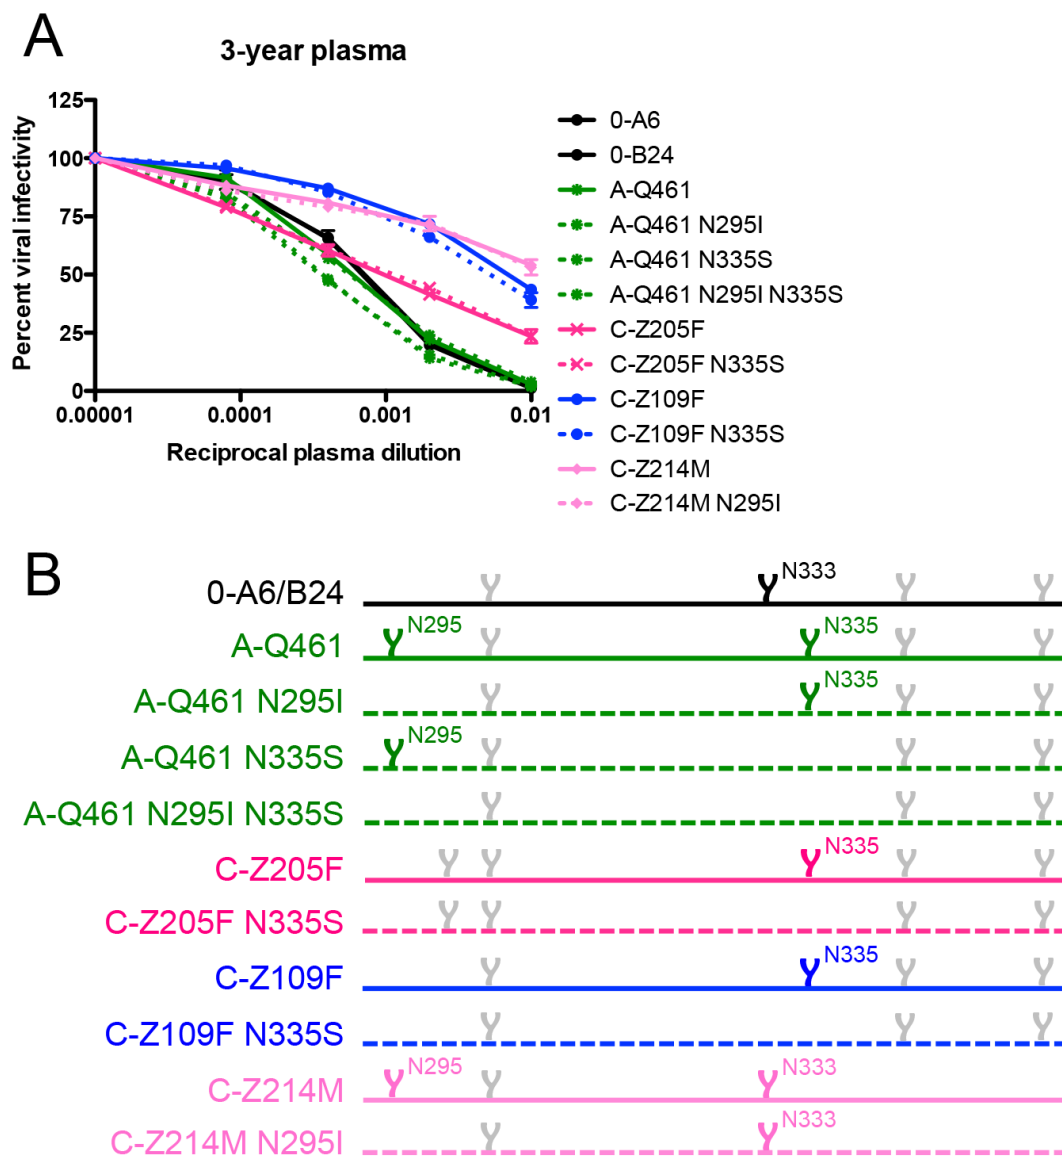 A
3-year plasma
Percent viral infectivity
125
100
75
50
25
0
0.00001
0.0001
0.001
0.01
Reciprocal plasma dilution
0-A6
0-B24
A-Q461
A-Q461 N295I
A-Q461 N335S
A-Q461 N295I N335S
C-Z205F
C-Z205F N335S
C-Z109F
C-Z109F N335S
C-Z214M
C-Z214M N295I
B
0-A6/B24 N333
A-Q461 N295 N335
A-Q461 N295I N335
A-Q461 N335S N295
A-Q461 N295I N335S
C-Z205F N335
C-Z205F N335S
C-Z109F N335
C-Z109F N335S
C-Z214M N295 N333
C-Z214M N295I N333